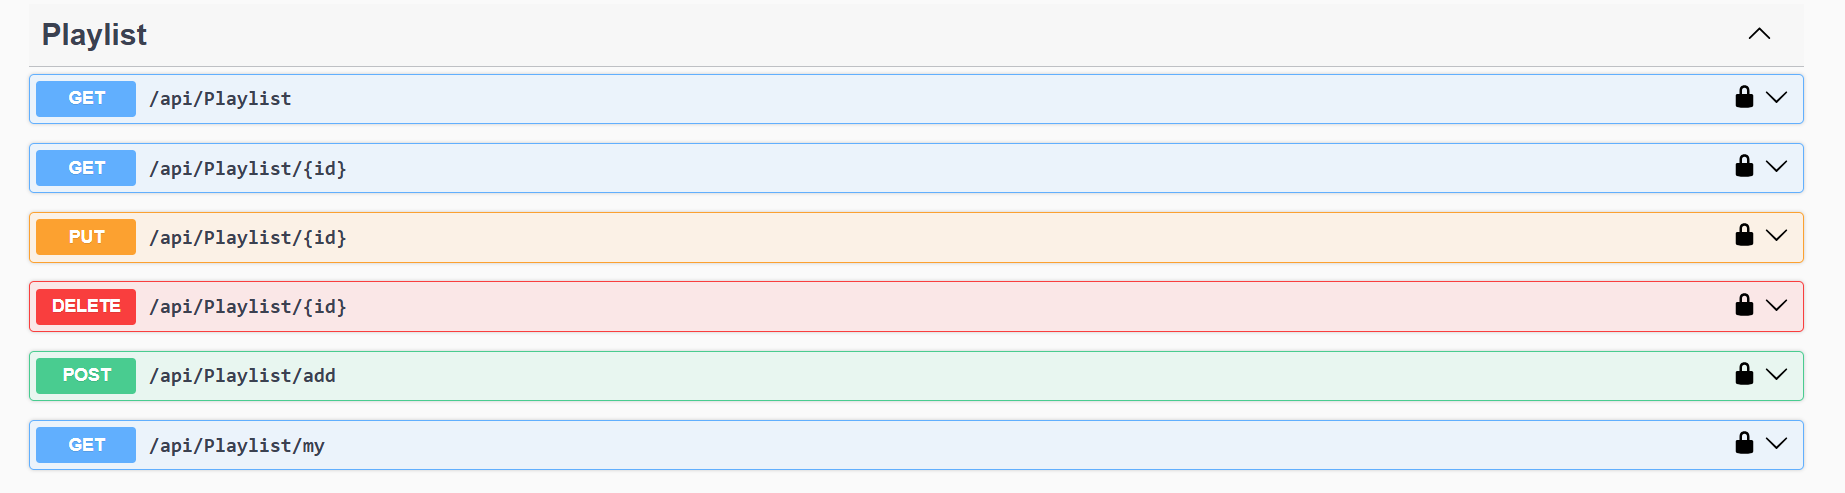 Playlist
GET /api/Playlist
GET /api/Playlist/{id}
PUT /api/Playlist/{id}
DELETE /api/Playlist/{id}
POST /api/Playlist/add
GET /api/Playlist/my